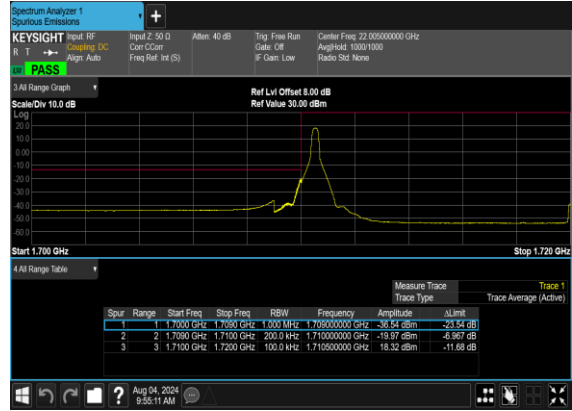 Spectrum Analyzer 1
Spurious Emissions
KEYSIGHT Input: RF Input Z: 50 Ω Atten: 40 dB Trig: Free Run Center Freq: 22.005000000 GHz
R T Coupling: DC Corr CCorr Gate: Off Avg|Hold: 1000/1000
Align: Auto Freq Ref: Int (S) IF Gain: Low Radio Std: None
PASS
3 All Range Graph
Ref Lvl Offset 8.00 dB
Scale/Div 10.0 dB Ref Value 30.00 dBm
Log
20.0
10.0
0.00
-10.0
-20.0
-30.0
-40.0
-50.0
-60.0
Start 1.700 GHz Stop 1.720 GHz
4 All Range Table
Measure Trace Trace 1
Trace Type Trace Average (Active)
Spur Range Start Freq Stop Freq RBW Frequency Amplitude ΔLimit
1 1 1.7000 GHz 1.7090 GHz 1.000 MHz 1.709000000 GHz -36.54 dBm -23.54 dB
2 2 1.7090 GHz 1.7100 GHz 200.0 kHz 1.710000000 GHz -19.97 dBm -6.967 dB
3 3 1.7100 GHz 1.7200 GHz 100.0 kHz 1.710500000 GHz 18.32 dBm -11.68 dB
? Aug 04, 2024
9:55:11 AM